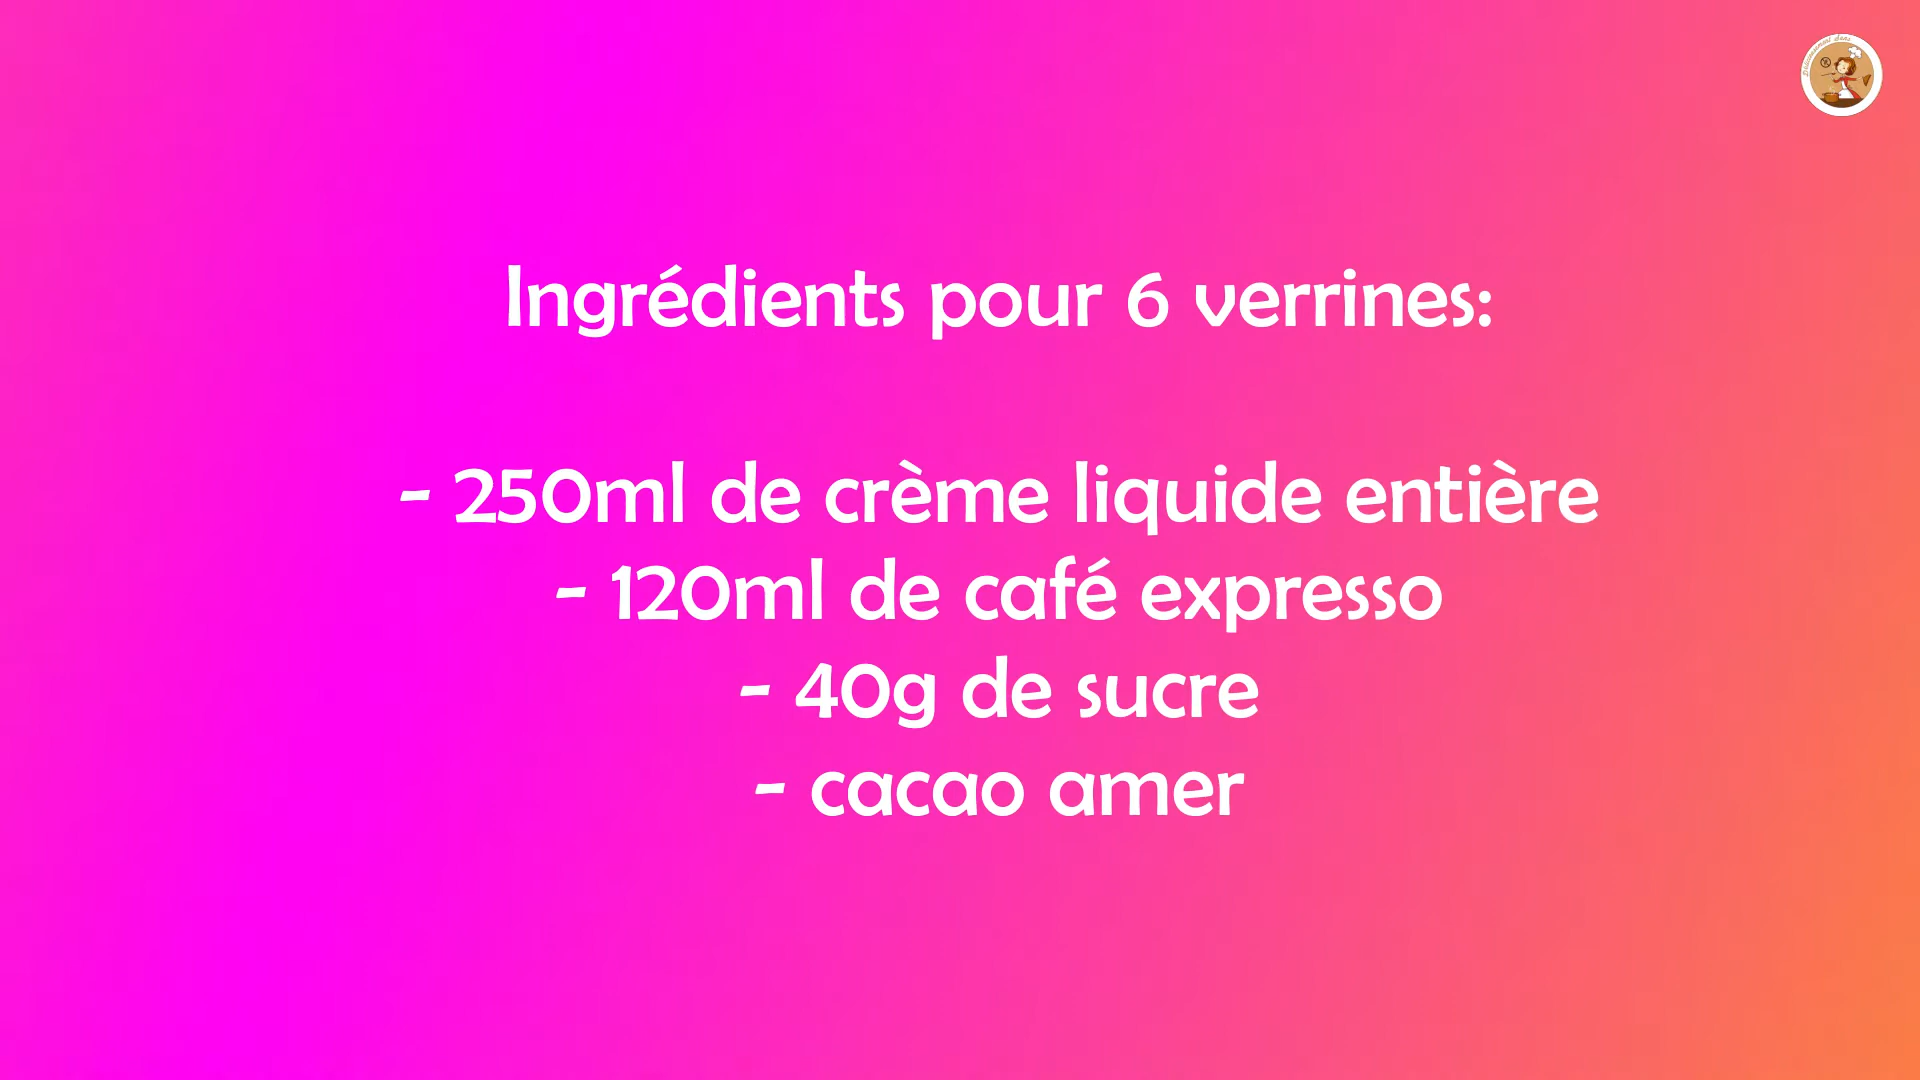 Ingrédients pour 6 verrines:
- 250ml de crème liquide entière
- 120ml de café expresso
- 40g de sucre
- cacao amer